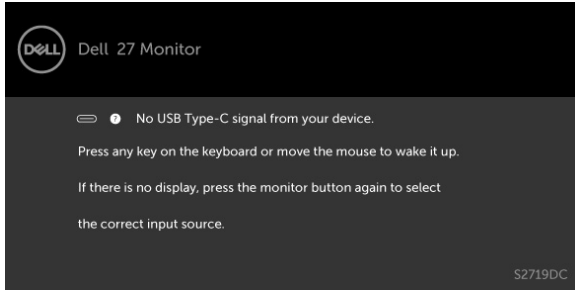 DELL
Dell 27 Monitor
? No USB Type-C signal from your device.
Press any key on the keyboard or move the mouse to wake it up.
If there is no display, press the monitor button again to select
the correct input source.
S2719DC